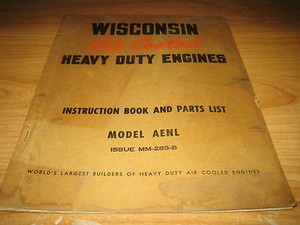 WISCONSIN
Air Cooled
HEAVY DUTY ENGINES
INSTRUCTION BOOK AND PARTS LIST
MODEL AENL
ISSUE MM-283-B
WORLD'S LARGEST BUILDERS OF HEAVY DUTY AIR COOLED ENGINES